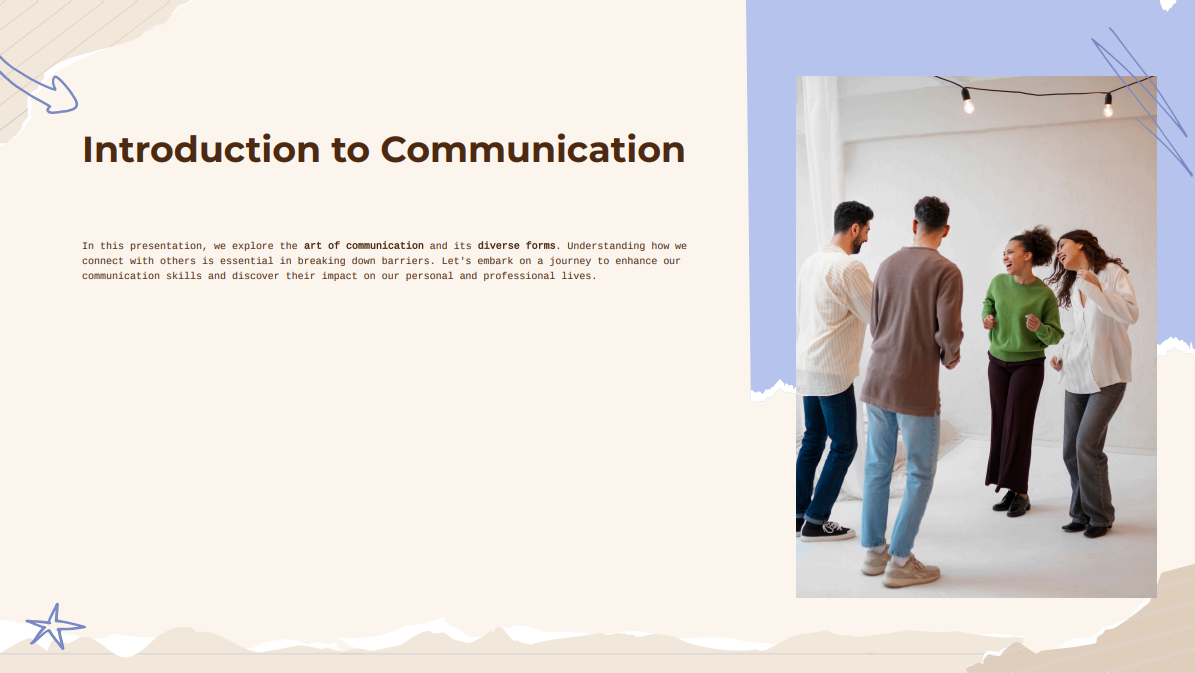 Introduction to Communication
In this presentation, we explore the art of communication and its diverse forms. Understanding how we
connect with others is essential in breaking down barriers. Let's embark on a journey to enhance our
communication skills and discover their impact on our personal and professional lives.